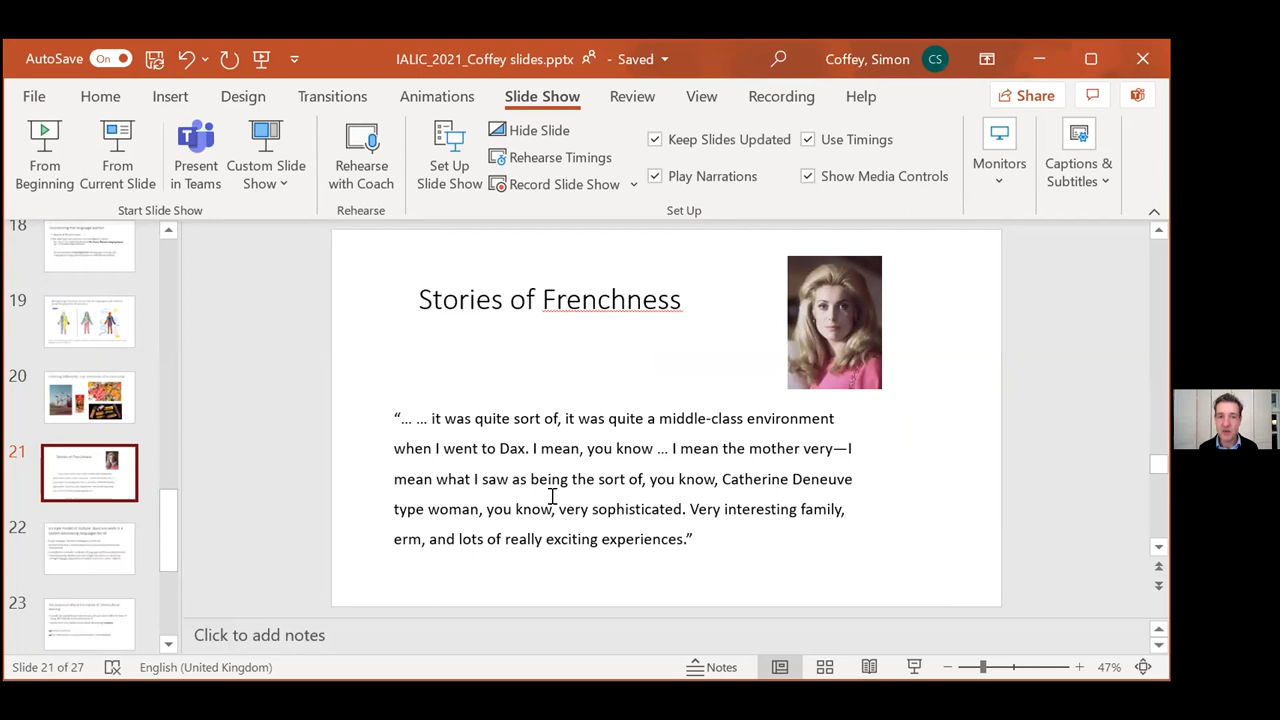 AutoSave On IALIC_2021_Coffey slides.pptx - Saved Coffey, Simon CS
File Home Insert Design Transitions Animations Slide Show Review View Recording Help Share
From Beginning
From Current Slide
Present in Teams
Custom Slide Show
Rehearse with Coach
Set Up Slide Show
Hide Slide
Rehearse Timings
Record Slide Show
Keep Slides Updated
Play Narrations
Use Timings
Show Media Controls
Monitors
Captions & Subtitles
Start Slide Show Rehearse Set Up
18
19
20
21
Stories of Frenchness
22
23
Stories of Frenchness
“… … it was quite sort of, it was quite a middle-class environment
when I went to Dax. I mean, you know … I mean the mother very—I
mean what I saw as being the sort of, you know, Catherine Deneuve
type woman, you know, very sophisticated. Very interesting family,
erm, and lots of really exciting experiences.”
Click to add notes
Slide 21 of 27 English (United Kingdom) Notes 47%